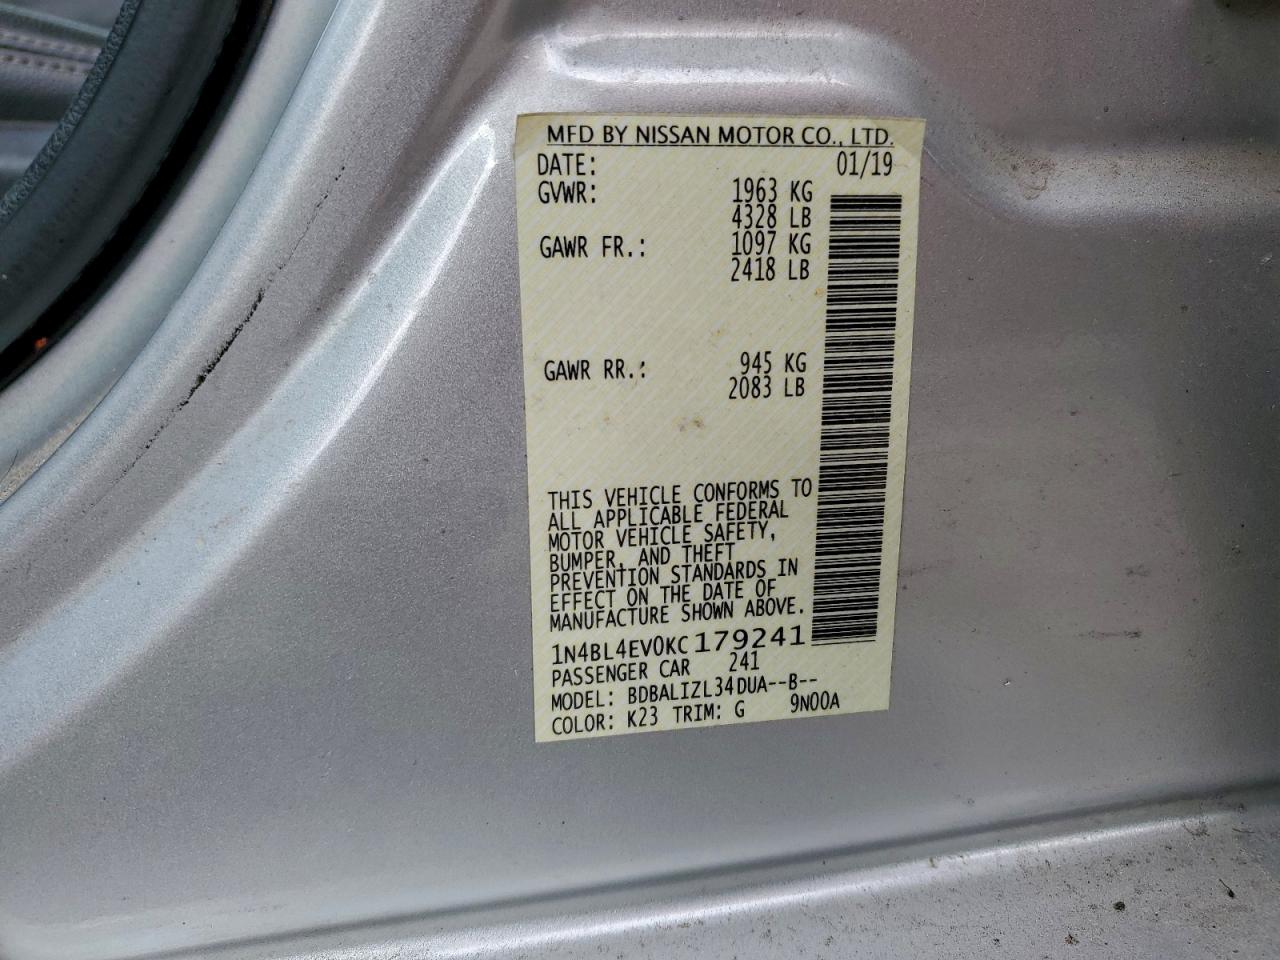 MFD BY NISSAN MOTOR CO., LTD.
DATE: 01/19
GVWR: 1963 KG
4328 LB
GAWR FR.: 1097 KG
2418 LB
GAWR RR.: 945 KG
2083 LB
THIS VEHICLE CONFORMS TO
ALL APPLICABLE FEDERAL
MOTOR VEHICLE SAFETY,
BUMPER, AND THEFT
PREVENTION STANDARDS IN
EFFECT ON THE DATE OF
MANUFACTURE SHOWN ABOVE.
1N4BL4EV0KC179241
PASSENGER CAR 241
MODEL: BDBALIZL34DUA--B--
COLOR: K23 TRIM: G 9N00A